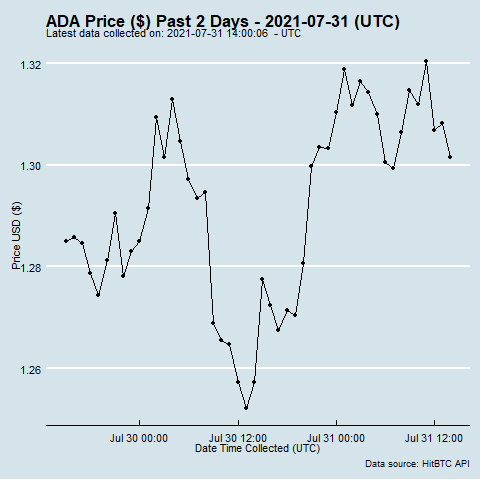 ADA Price ($) Past 2 Days - 2021-07-31 (UTC)
Latest data collected on: 2021-07-31 14:00:06 - UTC
1.32
1.30
1.28
1.26
Price USD ($)
Jul 30 00:00 Jul 30 12:00 Jul 31 00:00 Jul 31 12:00
Date Time Collected (UTC)
Data source: HitBTC API